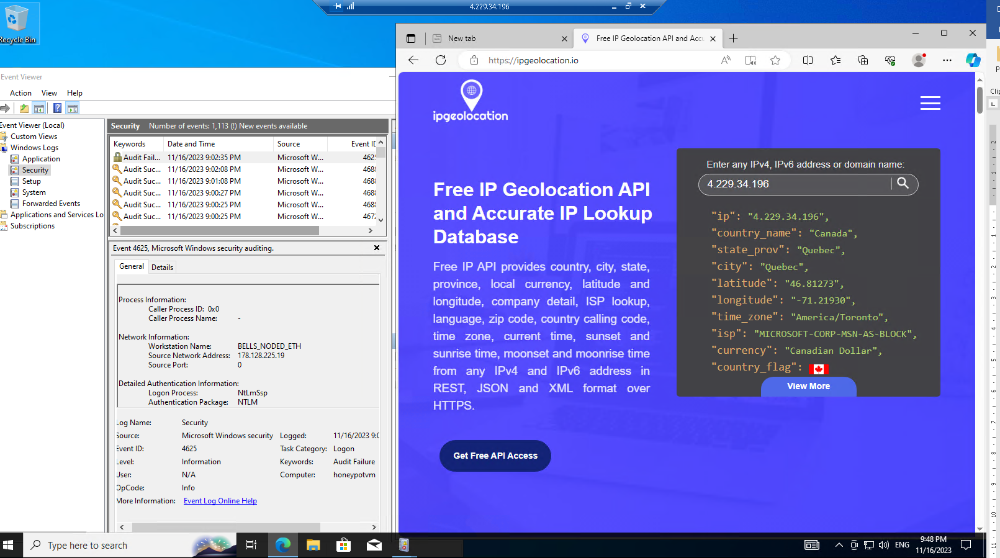 4.229.34.196
Recycle Bin
Event Viewer
Action View Help
Event Viewer (Local)
Custom Views
Windows Logs
Application
Security
Setup
System
Forwarded Events
Applications and Services Lo
Subscriptions
Security Number of events: 1,113 (!) New events available
Keywords Date and Time Source Event ID
Audit Fail... 11/16/2023 9:02:35 PM Microsoft W... 462
Audit Suc... 11/16/2023 9:02:08 PM Microsoft W... 468
Audit Suc... 11/16/2023 9:01:08 PM Microsoft W... 468
Audit Suc... 11/16/2023 9:00:27 PM Microsoft W... 468
Audit Suc... 11/16/2023 9:00:25 PM Microsoft W... 468
Audit Suc... 11/16/2023 9:00:25 PM Microsoft W... 467
Event 4625, Microsoft Windows security auditing.
General Details
Process Information:
Caller Process ID: 0x0
Caller Process Name: -
Network Information:
Workstation Name: BELLS_NODED_ETH
Source Network Address: 178.128.225.19
Source Port: 0
Detailed Authentication Information:
Logon Process: NtLmSsp
Authentication Package: NTLM
Log Name: Security
Source: Microsoft Windows security Logged: 11/16/2023 9:0
Event ID: 4625 Task Category: Logon
Level: Information Keywords: Audit Failure
User: N/A Computer: honeypotvm
OpCode: Info
More Information: Event Log Online Help
New tab
Free IP Geolocation API and Accu
https://ipgeolocation.io
ipgeolocation
Free IP Geolocation API
and Accurate IP Lookup
Database
Free IP API provides country, city, state,
province, local currency, latitude and
longitude, company detail, ISP lookup,
language, zip code, country calling code,
time zone, current time, sunset and
sunrise time, moonset and moonrise time
from any IPv4 and IPv6 address in
REST, JSON and XML format over
HTTPS.
Get Free API Access
Enter any IPv4, IPv6 address or domain name:
4.229.34.196
"ip": "4.229.34.196",
"country_name": "Canada",
"state_prov": "Quebec",
"city": "Quebec",
"latitude": "46.81273",
"longitude": "-71.21930",
"time_zone": "America/Toronto",
"isp": "MICROSOFT-CORP-MSN-AS-BLOCK",
"currency": "Canadian Dollar",
"country_flag":
View More
P
Clip
Type here to search
ENG
9:48 PM
11/16/2023